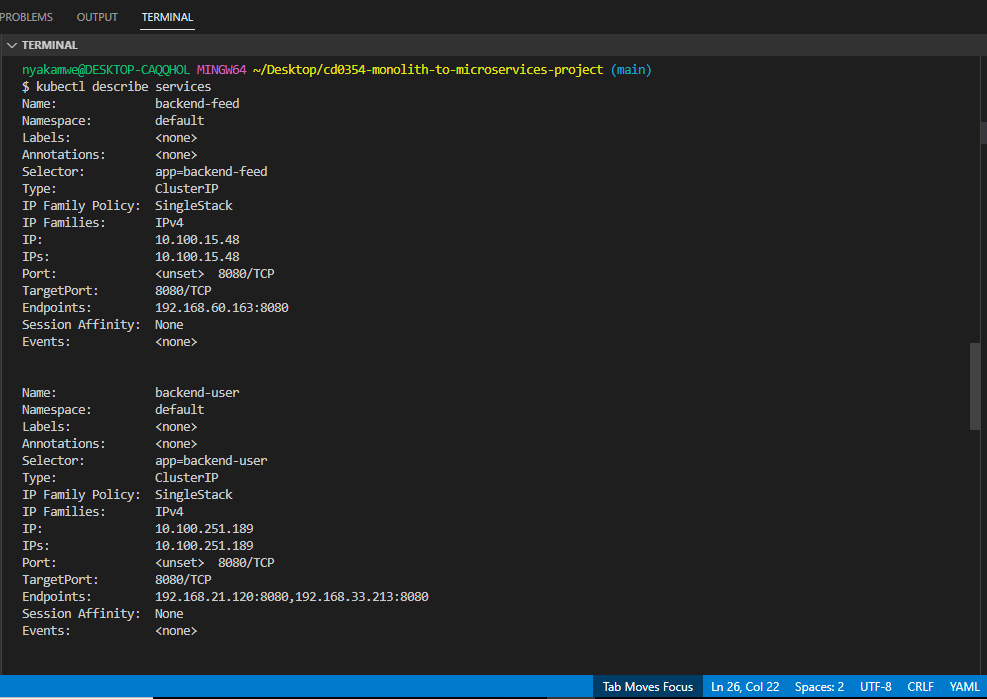 PROBLEMS OUTPUT TERMINAL
TERMINAL
nyakamwe@DESKTOP-CAQQHOL MINGW64 ~/Desktop/cd0354-monolith-to-microservices-project (main)
$ kubectl describe services
Name: backend-feed
Namespace: default
Labels: <none>
Annotations: <none>
Selector: app=backend-feed
Type: ClusterIP
IP Family Policy: SingleStack
IP Families: IPv4
IP: 10.100.15.48
IPs: 10.100.15.48
Port: <unset> 8080/TCP
TargetPort: 8080/TCP
Endpoints: 192.168.60.163:8080
Session Affinity: None
Events: <none>
Name: backend-user
Namespace: default
Labels: <none>
Annotations: <none>
Selector: app=backend-user
Type: ClusterIP
IP Family Policy: SingleStack
IP Families: IPv4
IP: 10.100.251.189
IPs: 10.100.251.189
Port: <unset> 8080/TCP
TargetPort: 8080/TCP
Endpoints: 192.168.21.120:8080,192.168.33.213:8080
Session Affinity: None
Events: <none>
Tab Moves Focus Ln 26, Col 22 Spaces: 2 UTF-8 CRLF YAML